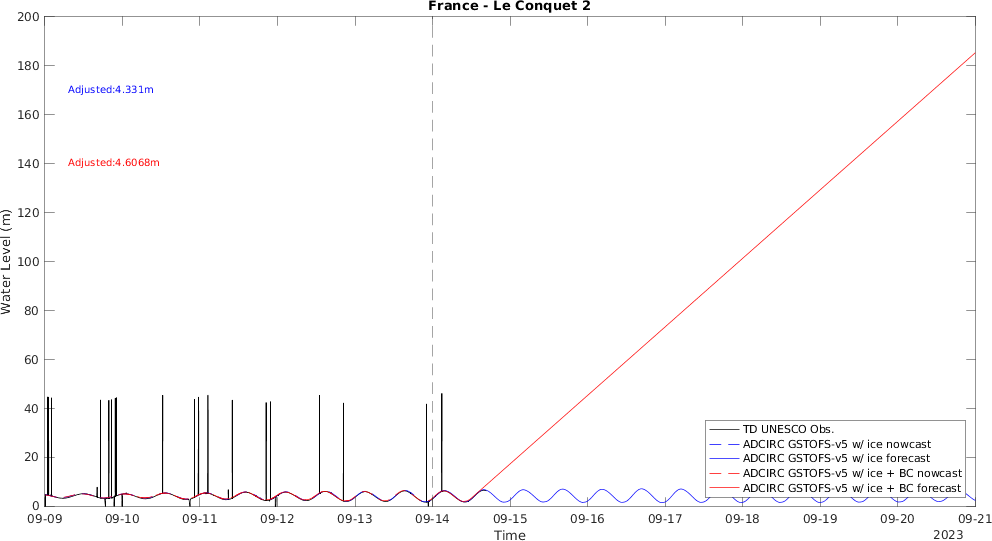 France - Le Conquet 2
Water Level (m)
200
180
160
140
120
100
80
60
40
20
0
Adjusted:4.331m
Adjusted:4.6068m
TD UNESCO Obs.
ADCIRC GSTOFS-v5 w/ ice nowcast
ADCIRC GSTOFS-v5 w/ ice forecast
ADCIRC GSTOFS-v5 w/ ice + BC nowcast
ADCIRC GSTOFS-v5 w/ ice + BC forecast
09-09 09-10 09-11 09-12 09-13 09-14 09-15 09-16 09-17 09-18 09-19 09-20 09-21
Time
2023